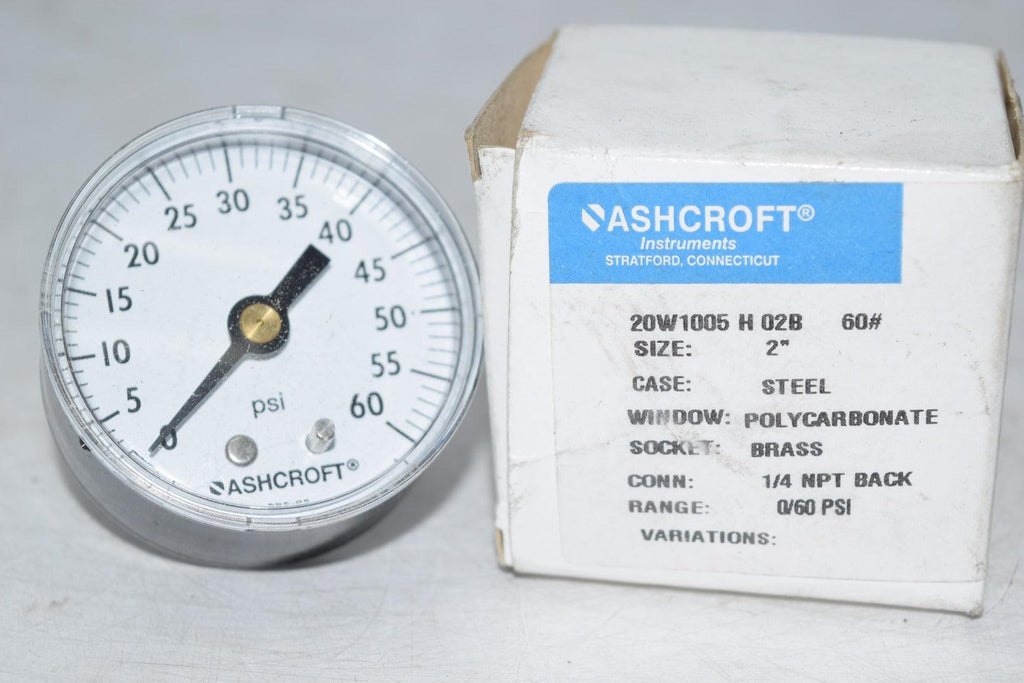 0
5
10
15
20
25
30
35
40
45
50
55
60
psi
ASHCROFT®
ASHCROFT®
Instruments
STRATFORD, CONNECTICUT
20W1005 H 02B 60#
SIZE: 2"
CASE: STEEL
WINDOW: POLYCARBONATE
SOCKET: BRASS
CONN: 1/4 NPT BACK
RANGE: 0/60 PSI
VARIATIONS: